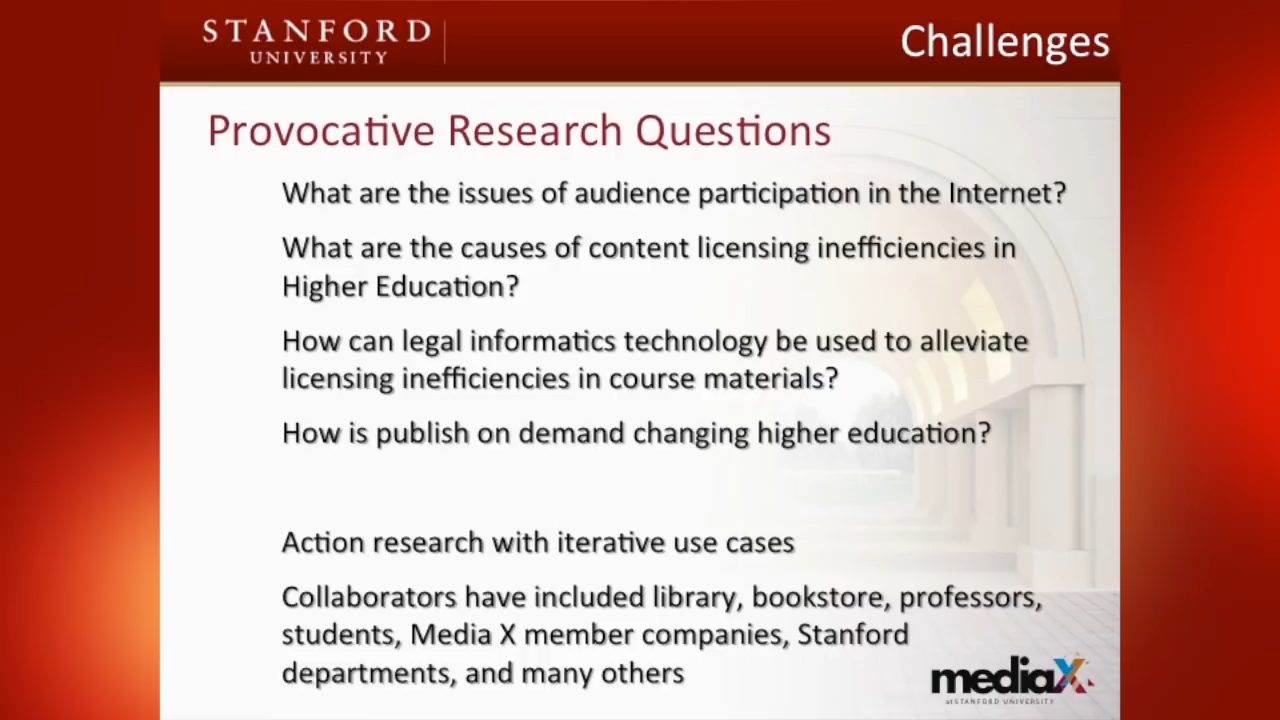 STANFORD
UNIVERSITY
Challenges
Provocative Research Questions
What are the issues of audience participation in the Internet?
What are the causes of content licensing inefficiencies in
Higher Education?
How can legal informatics technology be used to alleviate
licensing inefficiencies in course materials?
How is publish on demand changing higher education?
Action research with iterative use cases
Collaborators have included library, bookstore, professors,
students, Media X member companies, Stanford
departments, and many others
mediaX
at STANFORD UNIVERSITY